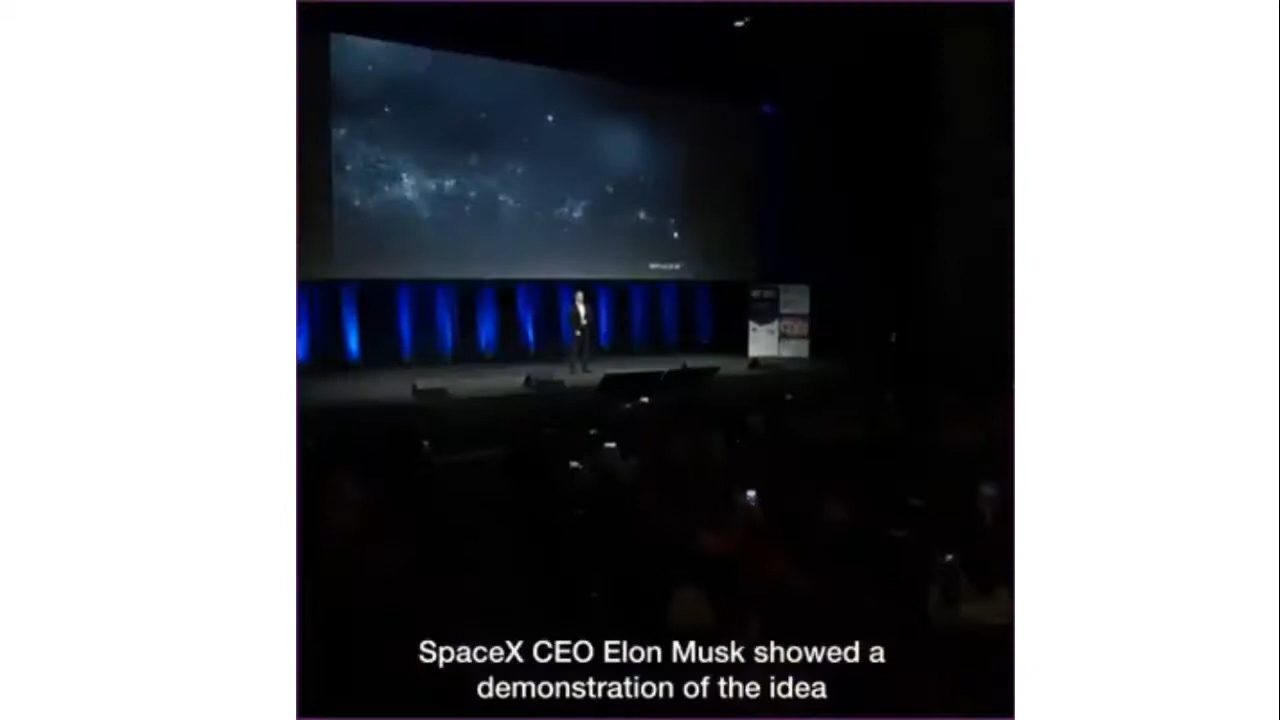 SpaceX CEO Elon Musk showed a
demonstration of the idea